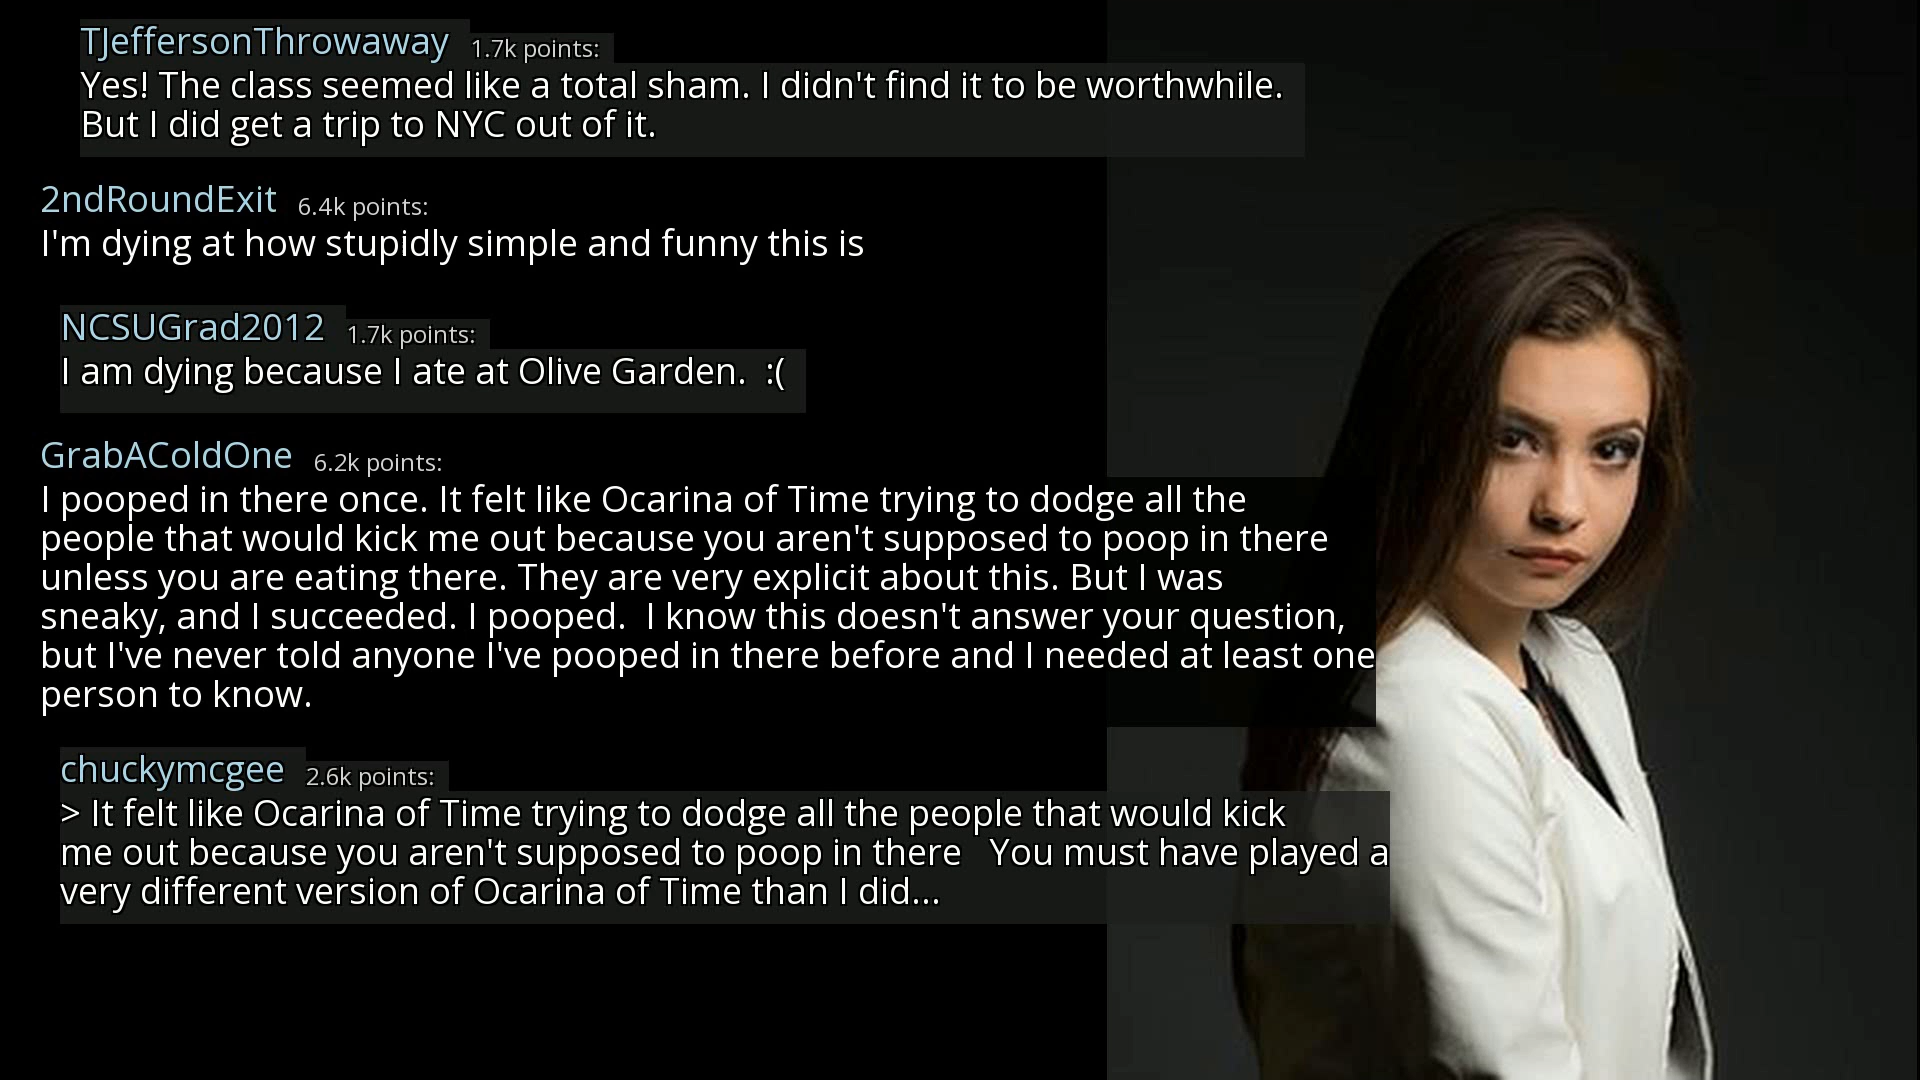 TJeffersonThrowaway 1.7k points:
Yes! The class seemed like a total sham. I didn't find it to be worthwhile.
But I did get a trip to NYC out of it.
2ndRoundExit 6.4k points:
I'm dying at how stupidly simple and funny this is
NCSUGrad2012 1.7k points:
I am dying because I ate at Olive Garden.  :(
GrabAColdOne 6.2k points:
I pooped in there once. It felt like Ocarina of Time trying to dodge all the
people that would kick me out because you aren't supposed to poop in there
unless you are eating there. They are very explicit about this. But I was
sneaky, and I succeeded. I pooped.  I know this doesn't answer your question,
but I've never told anyone I've pooped in there before and I needed at least one
person to know.
chuckymcgee 2.6k points:
> It felt like Ocarina of Time trying to dodge all the people that would kick
me out because you aren't supposed to poop in there   You must have played a
very different version of Ocarina of Time than I did...